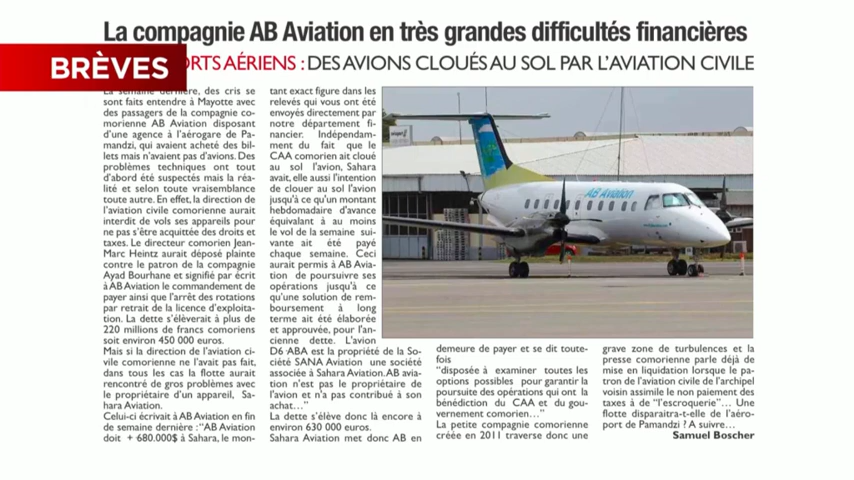 La compagnie AB Aviation en très grandes difficultés financières
BRÈVES
ORTS AÉRIENS : DES AVIONS CLOUÉS AU SOL PAR L'AVIATION CIVILE
La semaine dernière, des cris se
sont faits entendre à Mayotte avec
des passagers de la compagnie co-
morienne AB Aviation disposant
d'une agence à l'aérogare de Pa-
mandzi, qui avaient acheté des bil-
lets mais n'avaient pas d'avions. Des
problèmes techniques ont tout
d'abord été suspectés mais la réa-
lité et selon toute vraisemblance
toute autre. En effet, la direction de
l'aviation civile comorienne aurait
interdit de vols ses appareils pour
ne pas s'être acquittée des droits et
taxes. Le directeur comorien Jean-
Marc Heintz aurait déposé plainte
contre le patron de la compagnie
Ayad Bourhane et signifié par écrit
à AB Aviation le commandement de
payer ainsi que l'arrêt des rotations
par retrait de la licence d'exploita-
tion. La dette s'élèverait à plus de
220 millions de francs comoriens
soit environ 450 000 euros.
Mais si la direction de l'aviation ci-
vile comorienne ne l'avait pas fait,
dans tous les cas la flotte aurait
rencontré de gros problèmes avec
le propriétaire d'un appareil, Sa-
hara Aviation.
Celui-ci écrivait à AB Aviation en fin
de semaine dernière : "AB Aviation
doit + 680.000$ à Sahara, le mon-
tant exact figure dans les
relevés qui vous ont été
envoyés directement par
notre département fi-
nancier. Indépendam-
ment du fait que le
CAA comorien ait cloué
au sol l'avion, Sahara
avait, elle aussi l'intention
de clouer au sol l'avion
jusqu'à ce qu'un montant
hebdomadaire d'avance
équivalant à au moins
le vol de la semaine sui-
vante ait été payé
chaque semaine. Ceci
aurait permis à AB Avia-
tion de poursuivre ses
opérations jusqu'à ce
qu'une solution de rem-
boursement à long
terme ait été élaborée
et approuvée, pour l'an-
cienne dette. L'avion
D6 ABA est la propriété de la So-
ciété SANA Aviation une société
associée à Sahara Aviation. AB avia-
tion n'est pas le propriétaire de
l'avion et n'a pas contribué à son
achat…"
La dette s'élève donc là encore à
environ 630 000 euros.
Sahara Aviation met donc AB en
AB Aviation
demeure de payer et se dit toute-
fois
"disposée à examiner toutes les
options possibles pour garantir la
poursuite des opérations qui ont la
bénédiction du CAA et du gou-
vernement comorien…"
La petite compagnie comorienne
créée en 2011 traverse donc une
grave zone de turbulences et la
presse comorienne parle déjà de
mise en liquidation lorsque le pa-
tron de l'aviation civile de l'archipel
voisin assimile le non paiement des
taxes à de "l'escroquerie"… Une
flotte disparaitra-t-elle de l'aéro-
port de Pamandzi ? A suivre…
Samuel Boscher